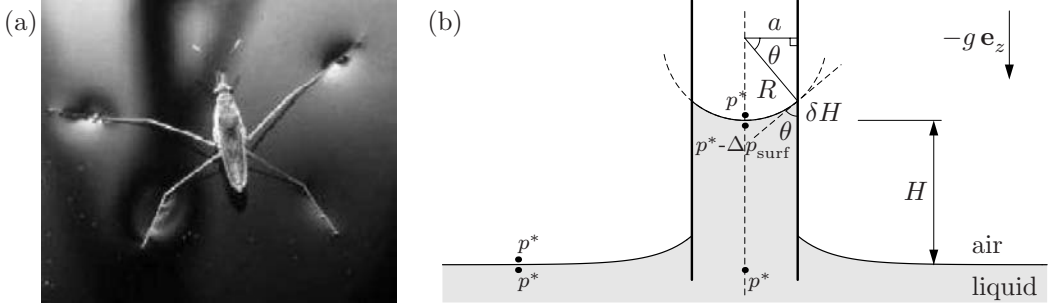 (a)
(b)
a
θ
R
−g e_z
p*
δH
p*-Δp_surf
θ
H
p*
air
p*
p*
liquid